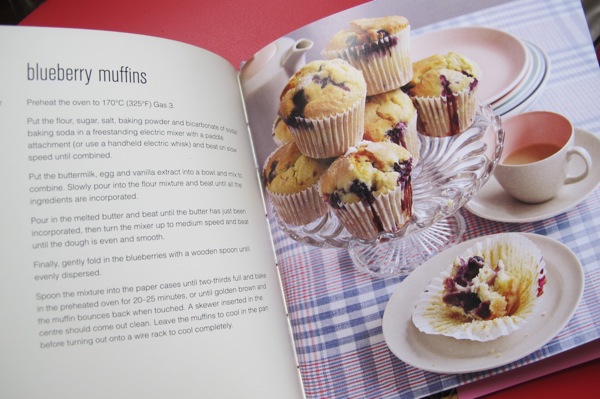 blueberry muffins
Preheat the oven to 170°C (325°F) Gas 3.
Put the flour, sugar, salt, baking powder and bicarbonate of soda/
baking soda in a freestanding electric mixer with a paddle
attachment (or use a handheld electric whisk) and beat on slow
speed until combined.
Put the buttermilk, egg and vanilla extract into a bowl and mix to
combine. Slowly pour into the flour mixture and beat until all the
ingredients are incorporated.
Pour in the melted butter and beat until the butter has just been
incorporated, then turn the mixer up to medium speed and beat
until the dough is even and smooth.
Finally, gently fold in the blueberries with a wooden spoon until
evenly dispersed.
Spoon the mixture into the paper cases until two-thirds full and bake
in the preheated oven for 20–25 minutes, or until golden brown and
the muffin bounces back when touched. A skewer inserted in the
centre should come out clean. Leave the muffins to cool in the pan
before turning out onto a wire rack to cool completely.